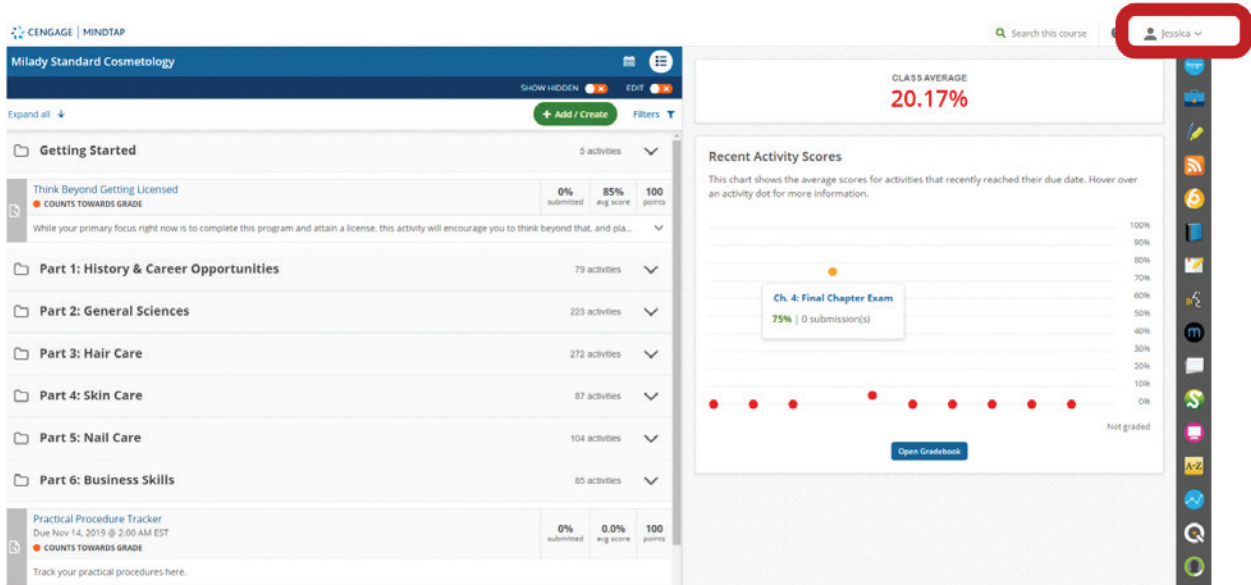 CENGAGE | MINDTAP
Search this course
Jessica
Milady Standard Cosmetology
SHOW HIDDEN
EDIT
Expand all
+ Add / Create
Filters
Getting Started
5 activities
Think Beyond Getting Licensed
COUNTS TOWARDS GRADE
0%
submitted
85%
avg score
100
points
While your primary focus right now is to complete this program and attain a license, this activity will encourage you to think beyond that, and pla...
Part 1: History & Career Opportunities
79 activities
Part 2: General Sciences
223 activities
Part 3: Hair Care
272 activities
Part 4: Skin Care
87 activities
Part 5: Nail Care
104 activities
Part 6: Business Skills
85 activities
Practical Procedure Tracker
Due Nov 14, 2019 @ 2:00 AM EST
COUNTS TOWARDS GRADE
0%
submitted
0.0%
avg score
100
points
Track your practical procedures here.
CLASS AVERAGE
20.17%
Recent Activity Scores
This chart shows the average scores for activities that recently reached their due date. Hover over
an activity dot for more information.
100%
90%
80%
70%
60%
50%
40%
30%
20%
10%
0%
Ch. 4: Final Chapter Exam
75% | 0 submission(s)
Not graded
Open Gradebook
A-Z